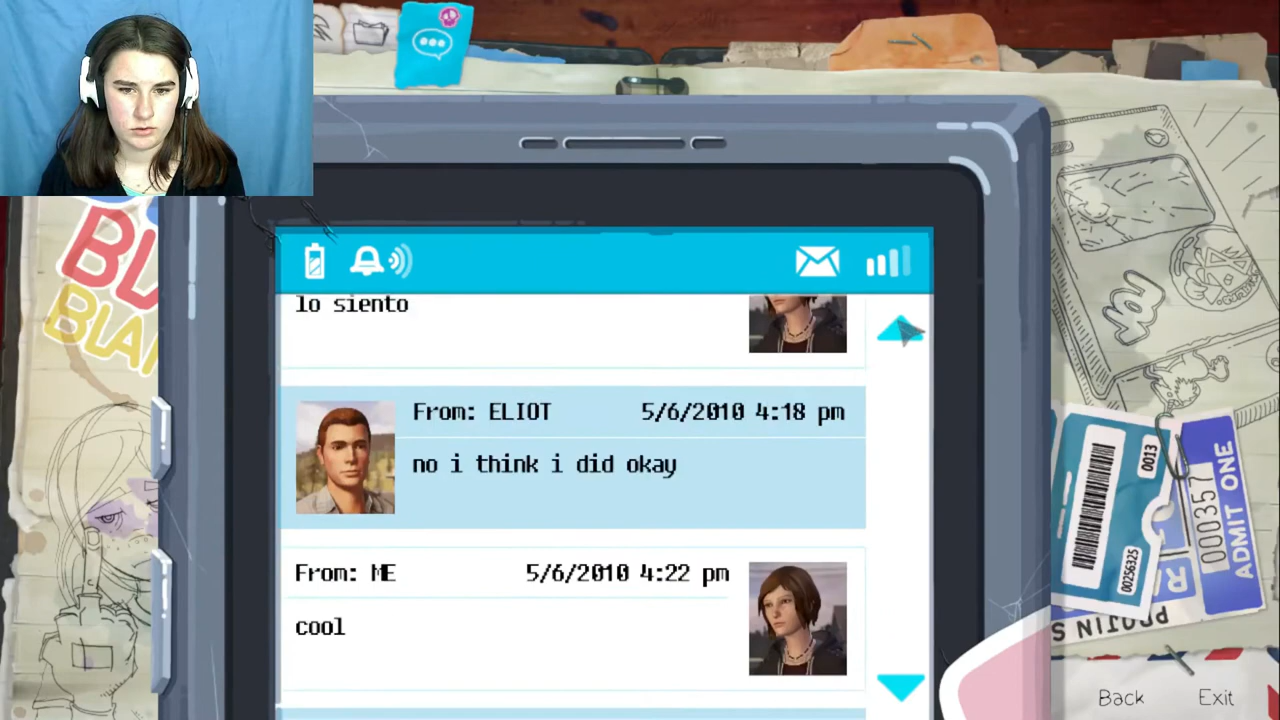 lo siento
From: ELIOT 5/6/2010 4:18 pm
no i think i did okay
From: ME 5/6/2010 4:22 pm
cool
0013
00256325
000357
ADMIT ONE
Back
Exit